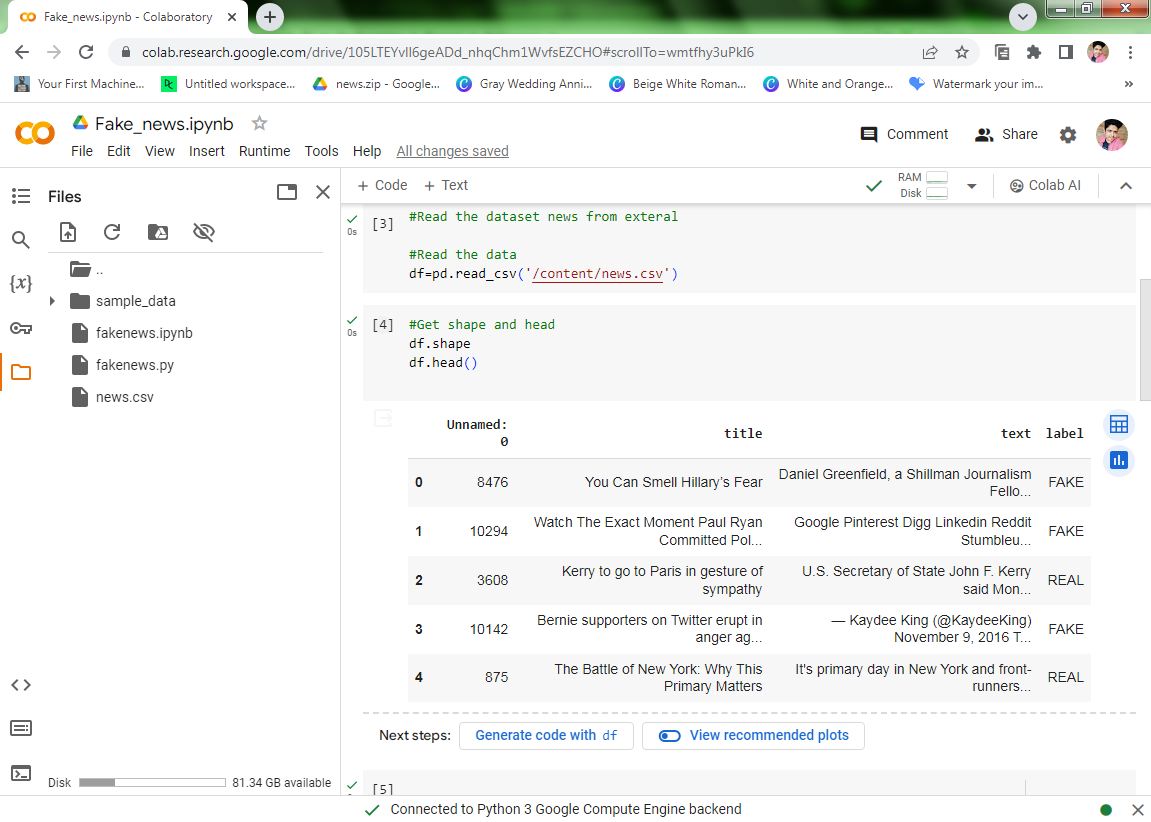 Fake_news.ipynb - Colaboratory
colab.research.google.com/drive/105LTEYvlI6geADd_nhqChm1WvfsEZCHO#scrollTo=wmtfhy3uPkI6
Your First Machine... Untitled workspace... news.zip - Google... Gray Wedding Anni... Beige White Roman... White and Orange... Watermark your im...
Fake_news.ipynb
Comment Share
File Edit View Insert Runtime Tools Help All changes saved
Files
+ Code + Text
RAM
Disk
Colab AI
..
sample_data
fakenews.ipynb
fakenews.py
news.csv
Disk 81.34 GB available
0s
[3]
#Read the dataset news from exteral
#Read the data
df=pd.read_csv('/content/news.csv')
0s
[4]
#Get shape and head
df.shape
df.head()
Unnamed:
0
title text label
0 8476 You Can Smell Hillary’s Fear Daniel Greenfield, a Shillman Journalism
Fello... FAKE
1 10294 Watch The Exact Moment Paul Ryan
Committed Pol... Google Pinterest Digg Linkedin Reddit
Stumbleu... FAKE
2 3608 Kerry to go to Paris in gesture of
sympathy U.S. Secretary of State John F. Kerry
said Mon... REAL
3 10142 Bernie supporters on Twitter erupt in
anger ag... — Kaydee King (@KaydeeKing)
November 9, 2016 T... FAKE
4 875 The Battle of New York: Why This
Primary Matters It's primary day in New York and front-
runners... REAL
Next steps: Generate code with df View recommended plots
[5]
Connected to Python 3 Google Compute Engine backend